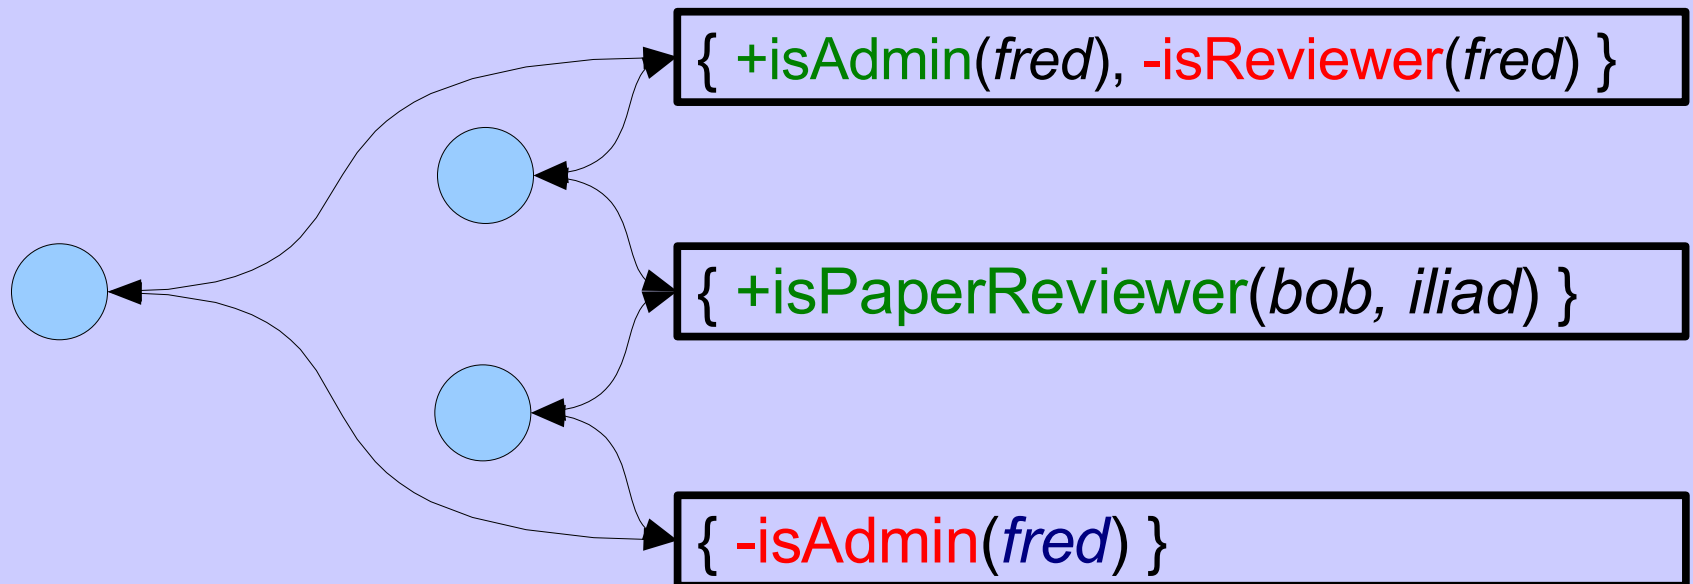 { +isAdmin(fred), -isReviewer(fred) }
{ +isPaperReviewer(bob, iliad) }
{ -isAdmin(fred) }